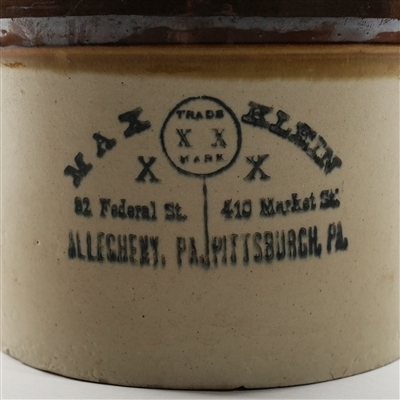 MAX KLEIN
TRADE
X X
MARK
X X
82 Federal St. 410 Market St.
ALLEGHENY, PA. PITTSBURGH, PA.